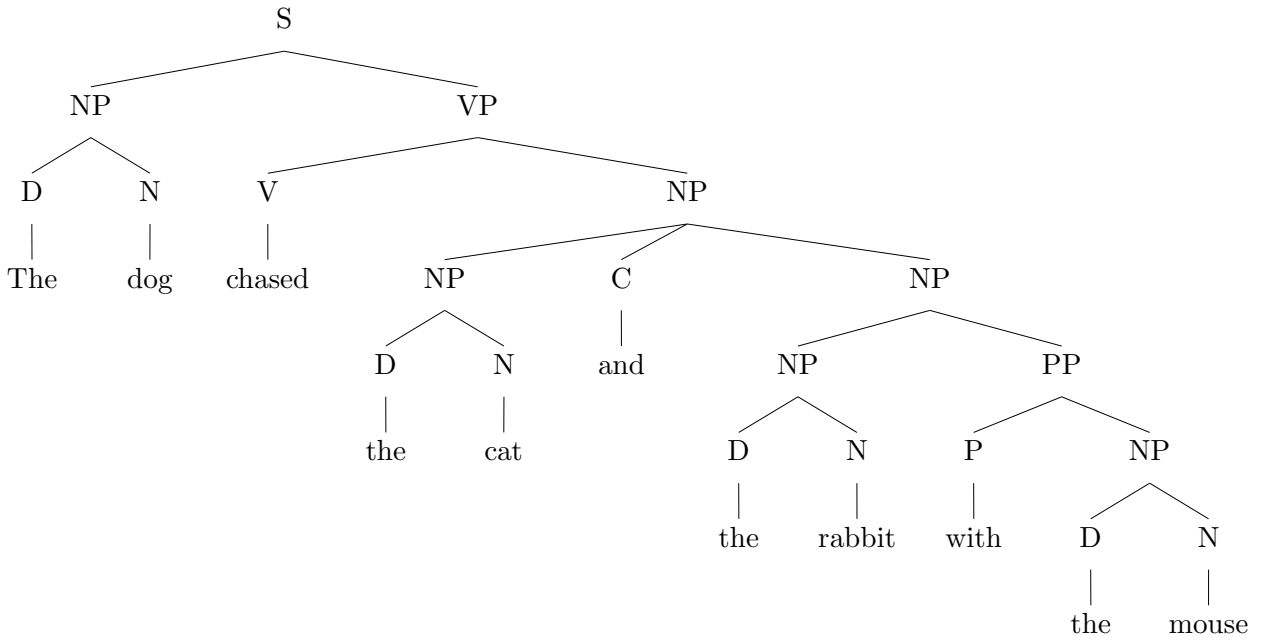 S
NP VP
D N V NP
The dog chased NP C NP
D N and NP PP
the cat D N P NP
the rabbit with D N
the mouse